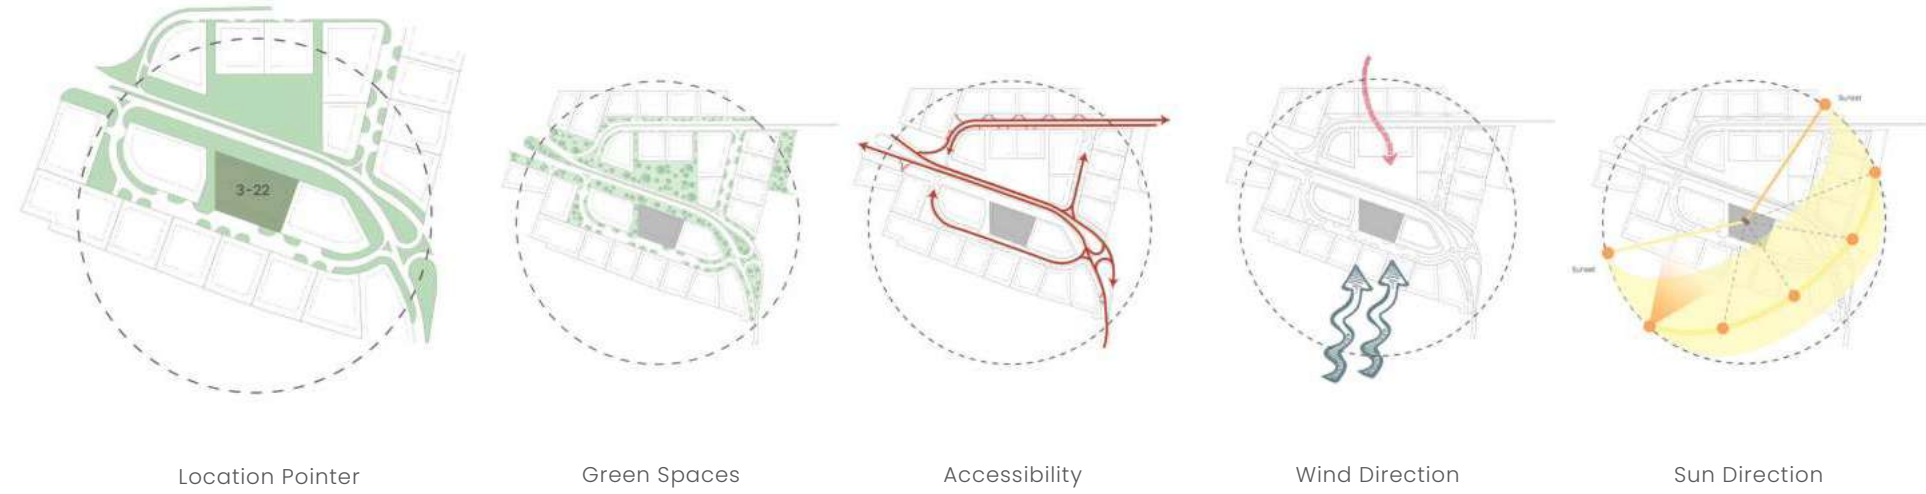 3-22
Sunset
Sunset
Location Pointer
Green Spaces
Accessibility
Wind Direction
Sun Direction